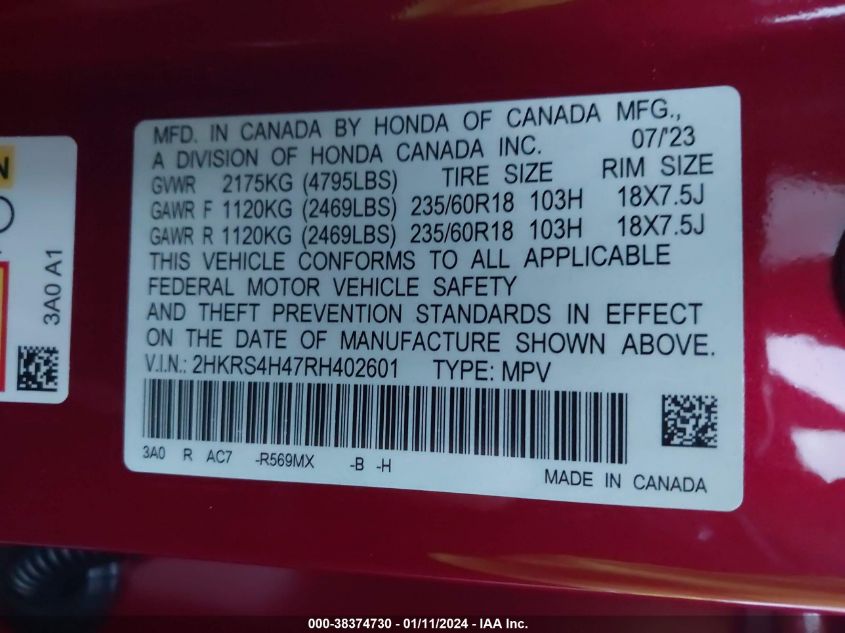 MFD. IN CANADA BY HONDA OF CANADA MFG.,
A DIVISION OF HONDA CANADA INC. 07/'23
GVWR 2175KG (4795LBS) TIRE SIZE RIM SIZE
GAWR F 1120KG (2469LBS) 235/60R18 103H 18X7.5J
GAWR R 1120KG (2469LBS) 235/60R18 103H 18X7.5J
THIS VEHICLE CONFORMS TO ALL APPLICABLE
FEDERAL MOTOR VEHICLE SAFETY
AND THEFT PREVENTION STANDARDS IN EFFECT
ON THE DATE OF MANUFACTURE SHOWN ABOVE.
V.I.N.: 2HKRS4H47RH402601 TYPE: MPV
3A0 R AC7 -R569MX -B -H
MADE IN CANADA
3A0 A1
000-38374730 - 01/11/2024 - IAA Inc.